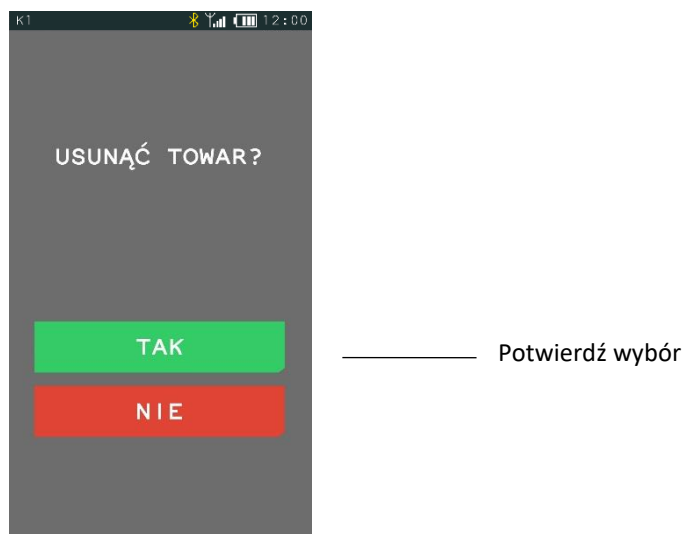 K1 12:00
USUNĄĆ TOWAR?
TAK
Potwierdź wybór
NIE